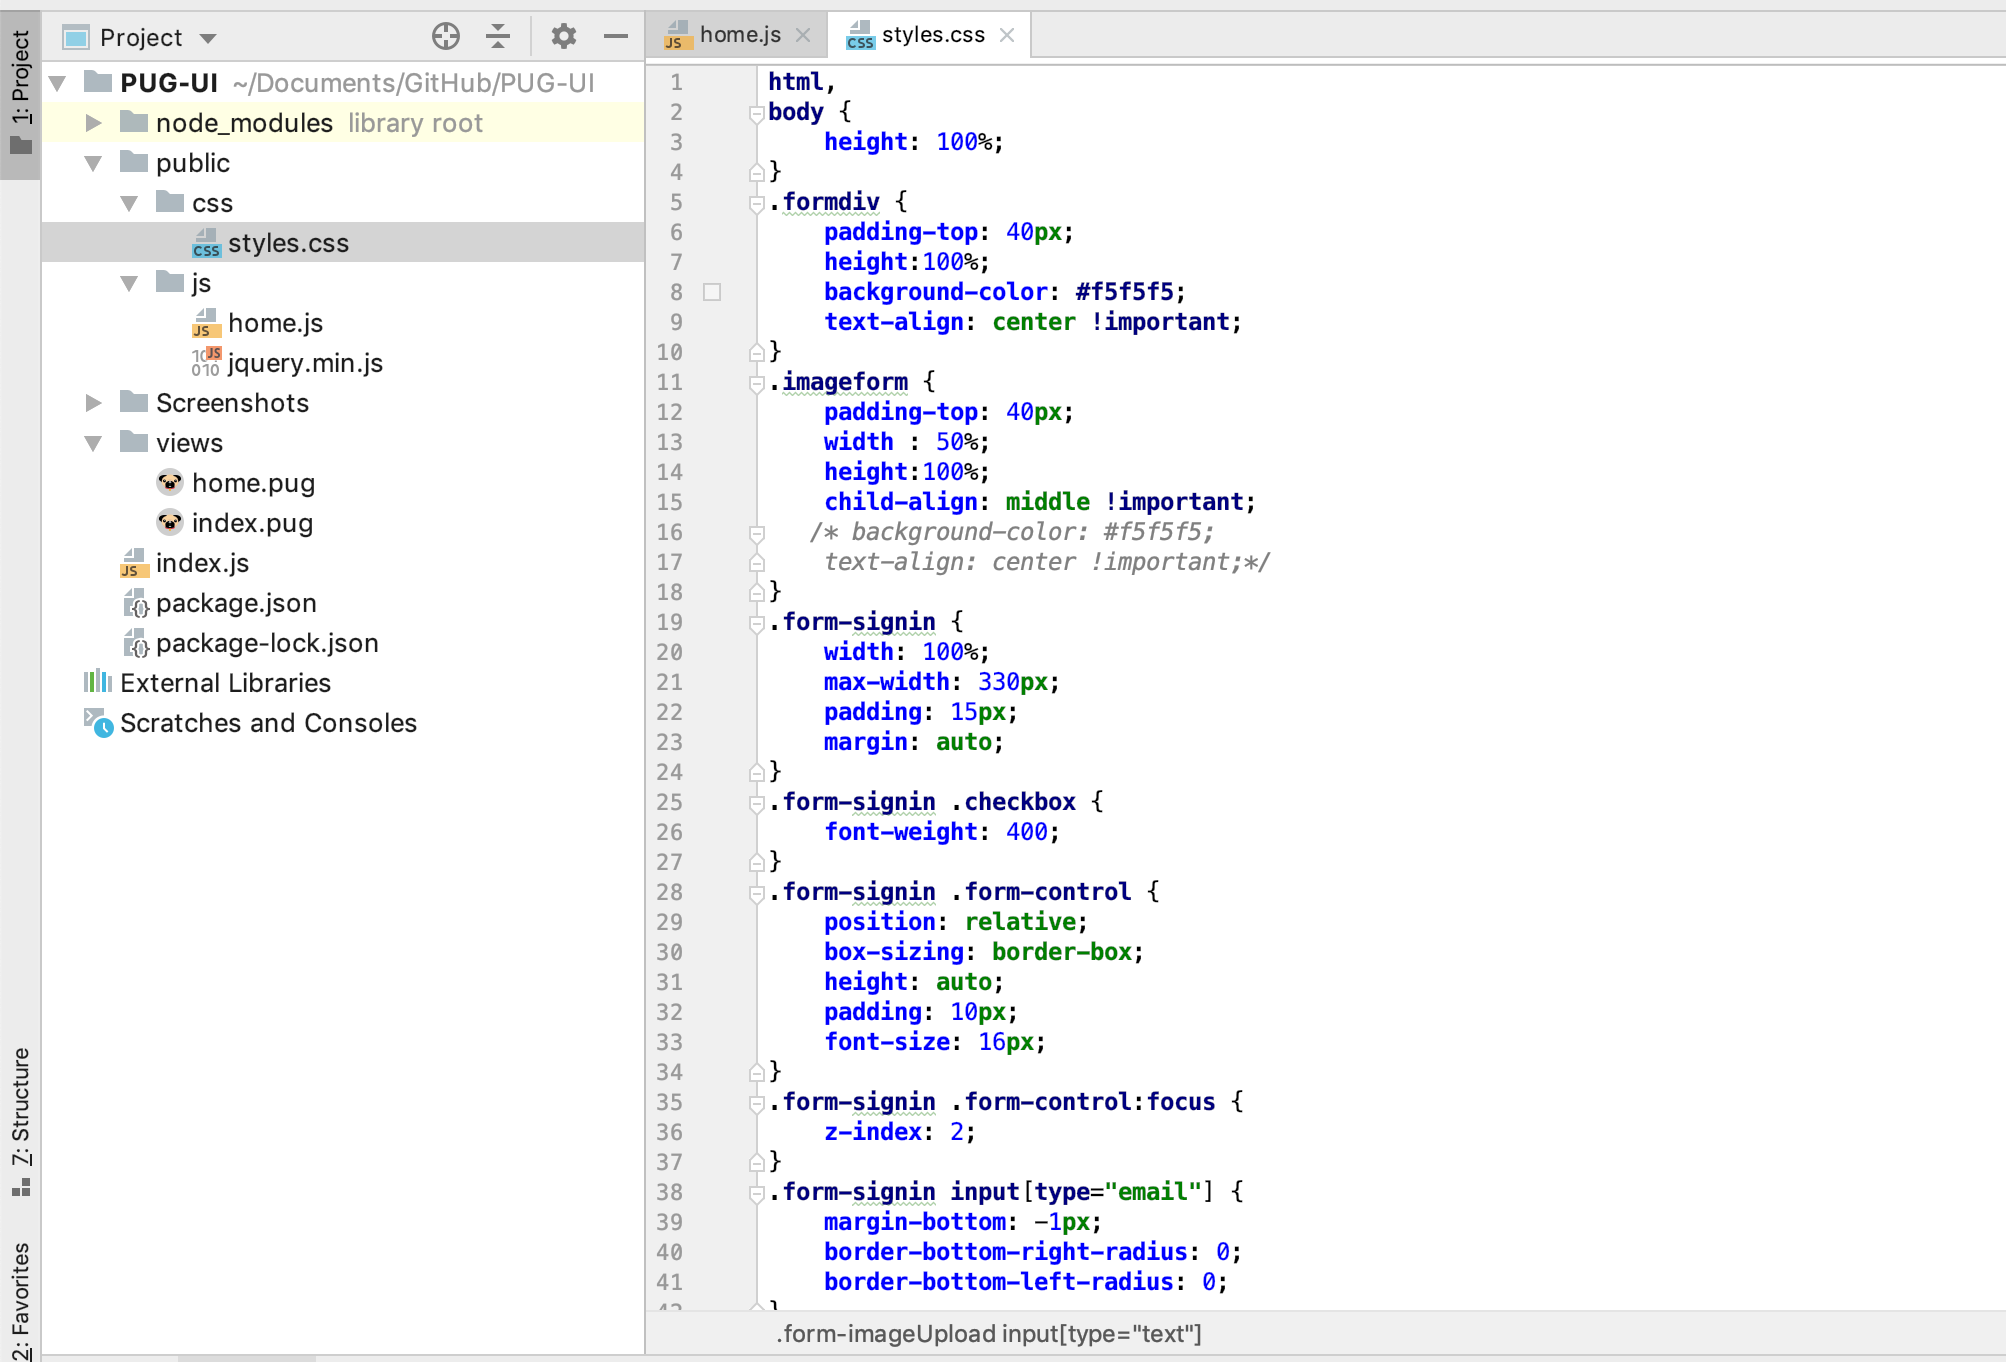 1: Project
7: Structure
2: Favorites
Project
PUG-UI ~/Documents/GitHub/PUG-UI
node_modules library root
public
css
styles.css
js
home.js
jquery.min.js
Screenshots
views
home.pug
index.pug
index.js
package.json
package-lock.json
External Libraries
Scratches and Consoles
home.js styles.css
1 html,
2 body {
3 height: 100%;
4 }
5 .formdiv {
6 padding-top: 40px;
7 height:100%;
8 background-color: #f5f5f5;
9 text-align: center !important;
10 }
11 .imageform {
12 padding-top: 40px;
13 width : 50%;
14 height:100%;
15 child-align: middle !important;
16 /* background-color: #f5f5f5;
17 text-align: center !important;*/
18 }
19 .form-signin {
20 width: 100%;
21 max-width: 330px;
22 padding: 15px;
23 margin: auto;
24 }
25 .form-signin .checkbox {
26 font-weight: 400;
27 }
28 .form-signin .form-control {
29 position: relative;
30 box-sizing: border-box;
31 height: auto;
32 padding: 10px;
33 font-size: 16px;
34 }
35 .form-signin .form-control:focus {
36 z-index: 2;
37 }
38 .form-signin input[type="email"] {
39 margin-bottom: -1px;
40 border-bottom-right-radius: 0;
41 border-bottom-left-radius: 0;
42 }
.form-imageUpload input[type="text"]